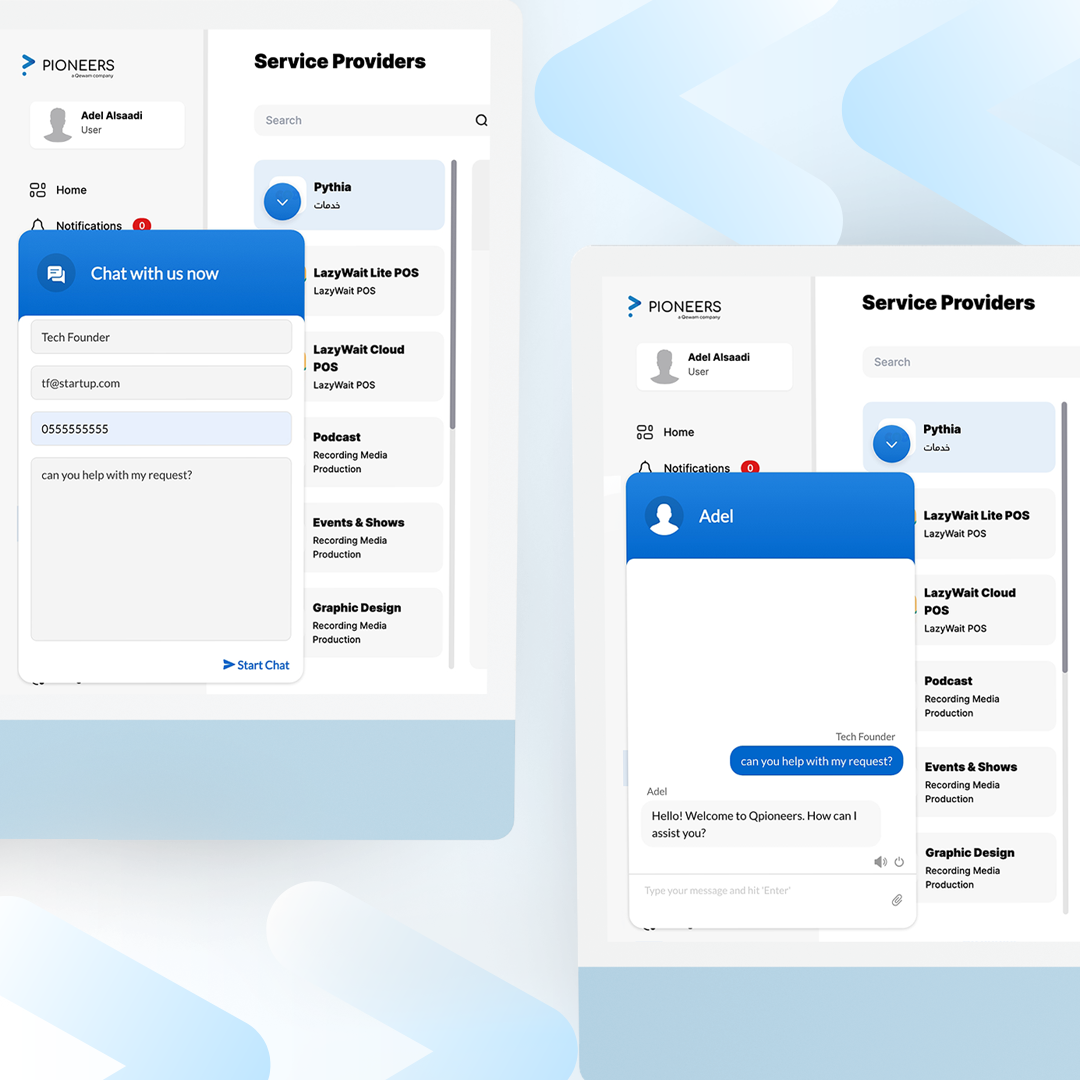 PIONEERS
a Qewam company
Adel Alsaadi
User
Home
Notifications
0
Service Providers
Search
Pythia
خدمات
LazyWait Lite POS
LazyWait POS
LazyWait Cloud
POS
LazyWait POS
Podcast
Recording Media
Production
Events & Shows
Recording Media
Production
Graphic Design
Recording Media
Production
Chat with us now
Tech Founder
tf@startup.com
0555555555
can you help with my request?
Start Chat
PIONEERS
a Qewam company
Adel Alsaadi
User
Home
Notifications
0
Service Providers
Search
Pythia
خدمات
LazyWait Lite POS
LazyWait POS
LazyWait Cloud
POS
LazyWait POS
Podcast
Recording Media
Production
Events & Shows
Recording Media
Production
Graphic Design
Recording Media
Production
Adel
Tech Founder
can you help with my request?
Adel
Hello! Welcome to Qpioneers. How can I
assist you?
Type your message and hit 'Enter'